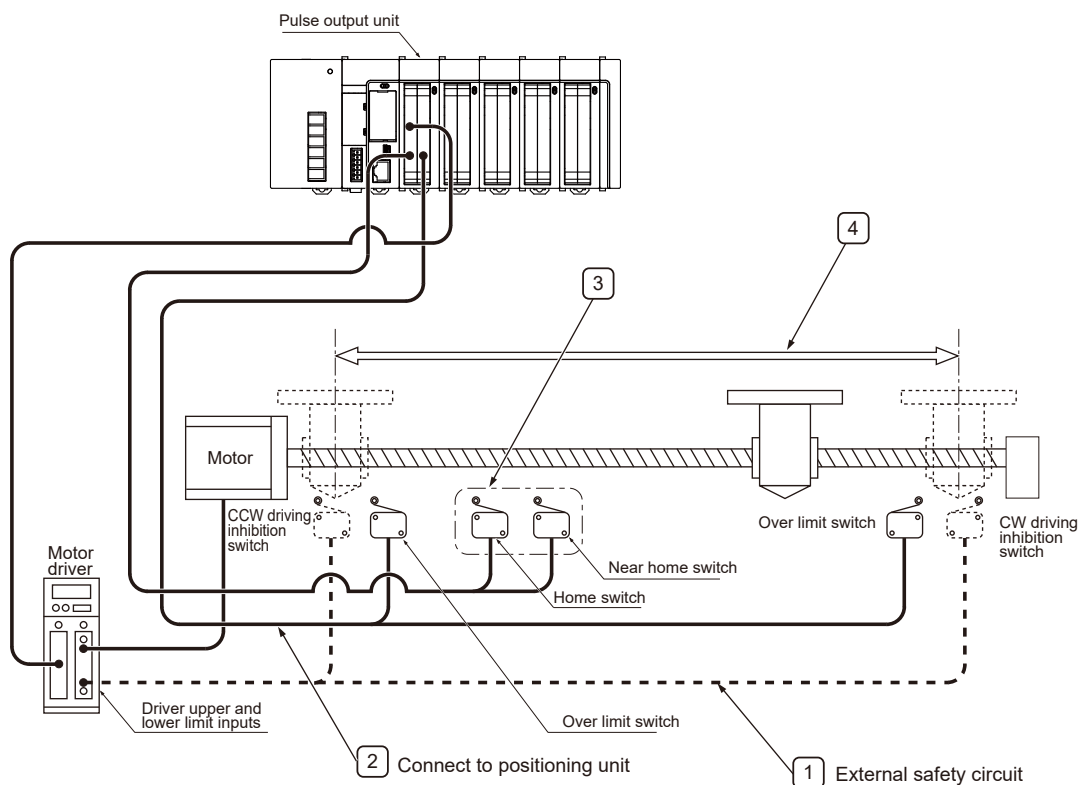 Pulse output unit
4
3
Motor
CCW driving
inhibition
switch
Over limit switch
CW driving
inhibition
switch
Near home switch
Home switch
Motor
driver
Driver upper and
lower limit inputs
Over limit switch
2 Connect to positioning unit
1 External safety circuit